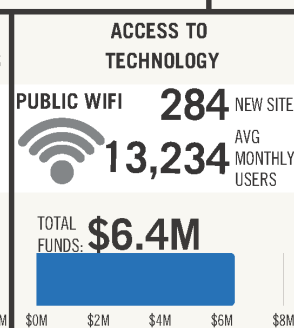 ACCESS TO
TECHNOLOGY
PUBLIC WIFI
284 NEW SITE
13,234 AVG
MONTHLY
USERS
TOTAL
FUNDS: $6.4M
M $0M $2M $4M $6M $8M